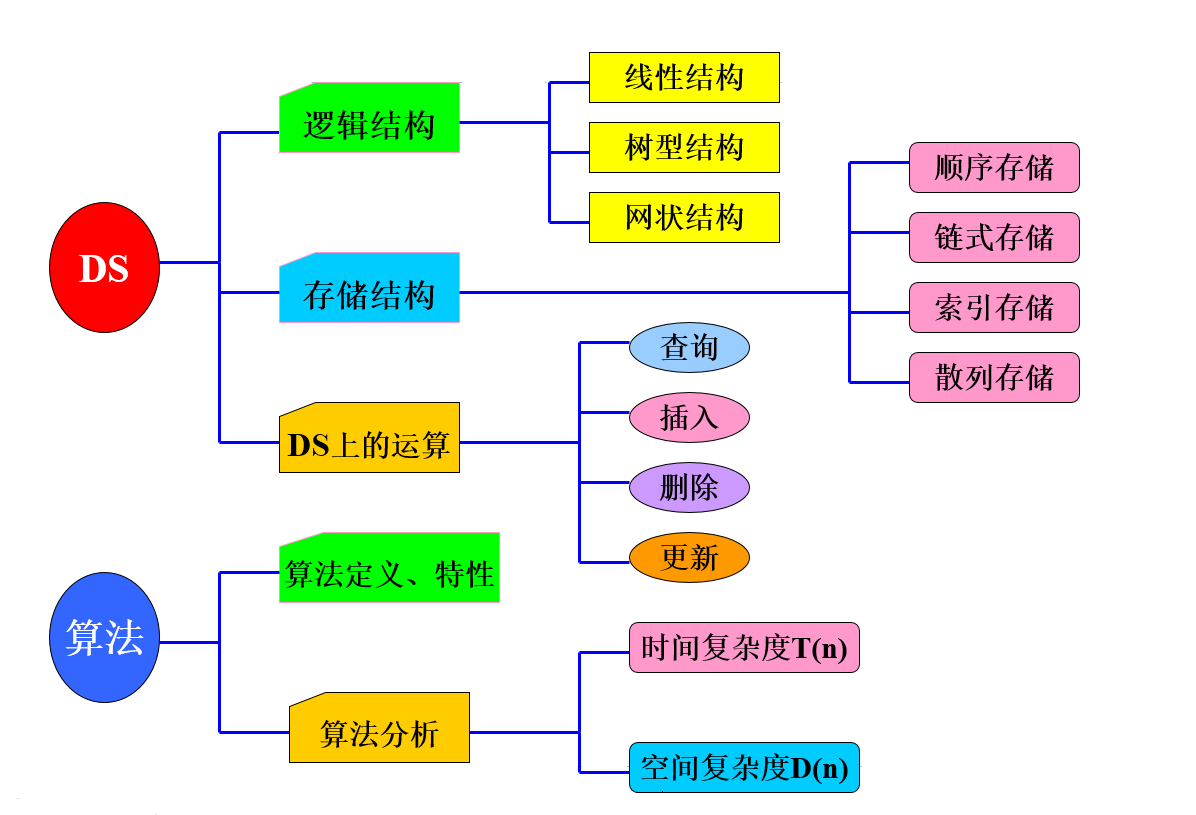 DS
逻辑结构
线性结构
树型结构
网状结构
存储结构
顺序存储
链式存储
索引存储
散列存储
DS上的运算
查询
插入
删除
更新
算法
算法定义、特性
算法分析
时间复杂度T(n)
空间复杂度D(n)